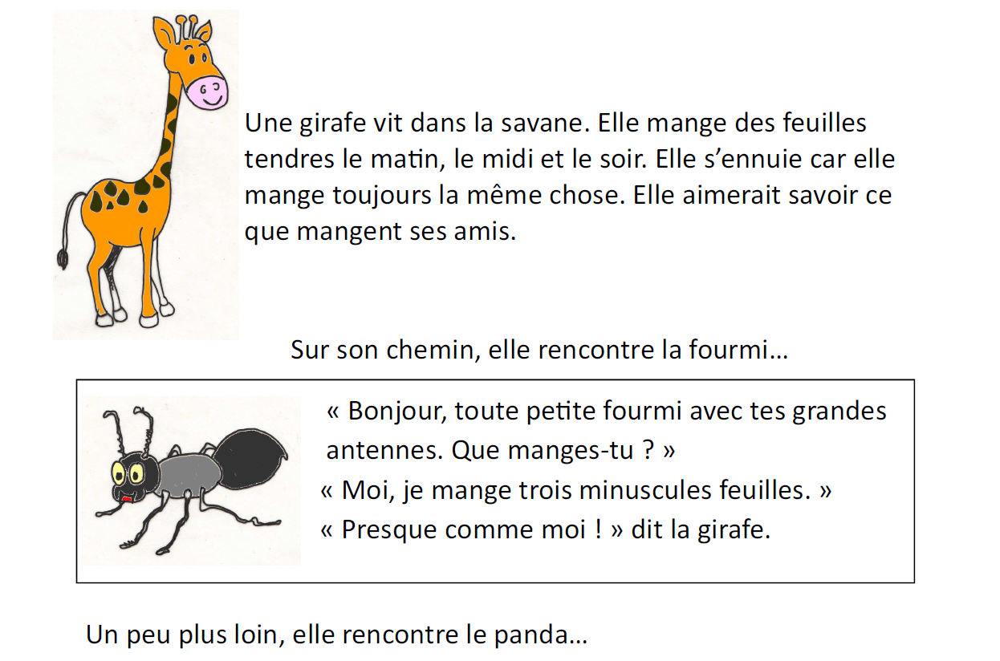 Une girafe vit dans la savane. Elle mange des feuilles
tendres le matin, le midi et le soir. Elle s’ennuie car elle
mange toujours la même chose. Elle aimerait savoir ce
que mangent ses amis.
Sur son chemin, elle rencontre la fourmi…
« Bonjour, toute petite fourmi avec tes grandes
antennes. Que manges-tu ? »
« Moi, je mange trois minuscules feuilles. »
« Presque comme moi ! » dit la girafe.
Un peu plus loin, elle rencontre le panda…